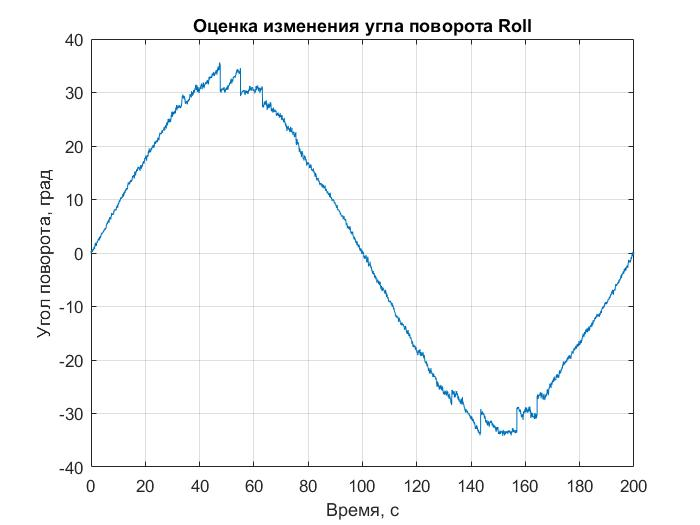 Оценка изменения угла поворота Roll
40
30
20
10
0
-10
-20
-30
-40
Угол поворота, град
0 20 40 60 80 100 120 140 160 180 200
Время, с